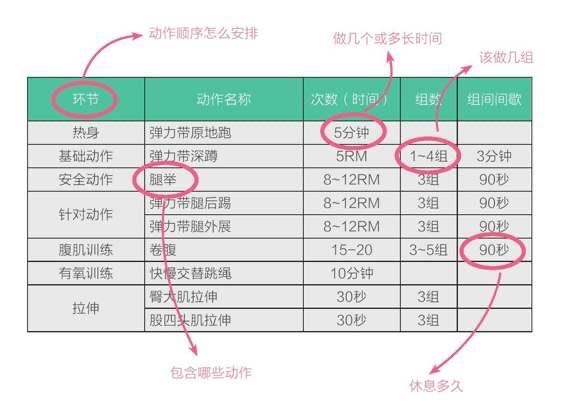 动作顺序怎么安排
做几个或多长时间
该做几组
环节 动作名称 次数（时间） 组数 组间间歇
热身 弹力带原地跑 5分钟
基础动作 弹力带深蹲 5RM 1~4组 3分钟
安全动作 腿举 8~12RM 3组 90秒
针对动作 弹力带腿后踢 8~12RM 3组 90秒
弹力带腿外展 8~12RM 3组 90秒
腹肌训练 卷腹 15-20 3~5组 90秒
有氧训练 快慢交替跳绳 10分钟
拉伸 臀大肌拉伸 30秒 3组
股四头肌拉伸 30秒 3组
包含哪些动作
休息多久